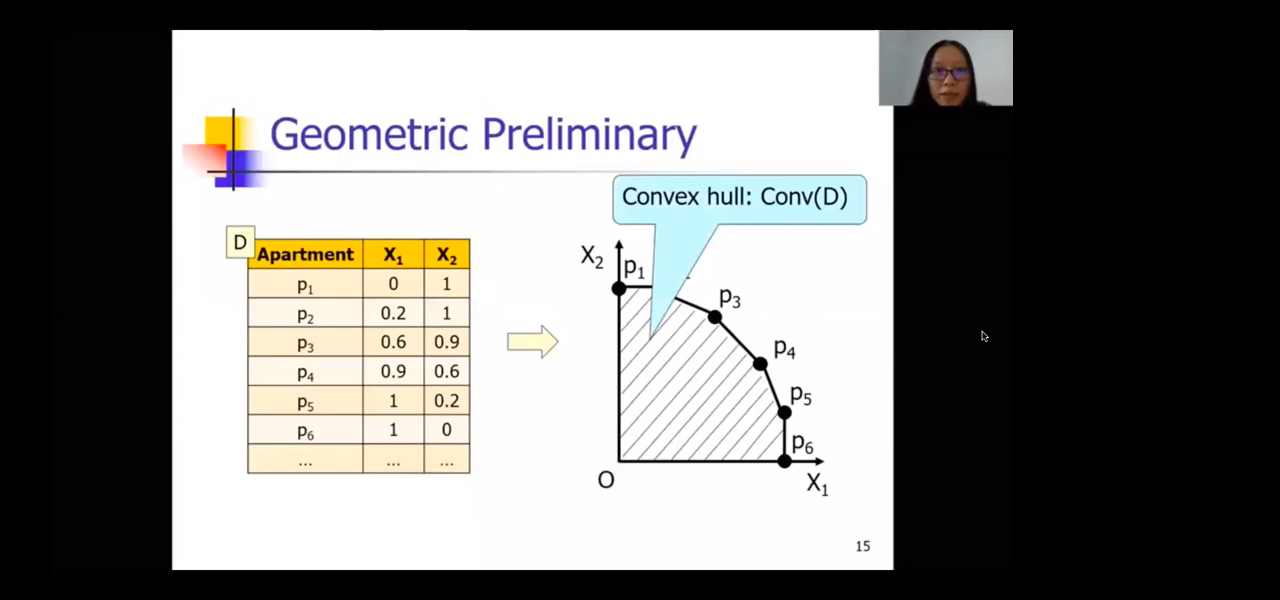 Geometric Preliminary
Convex hull: Conv(D)
D
Apartment X₁ X₂
p₁ 0 1
p₂ 0.2 1
p₃ 0.6 0.9
p₄ 0.9 0.6
p₅ 1 0.2
p₆ 1 0
... ... ...
X₂
p₁
p₃
p₄
p₅
p₆
O
X₁
15